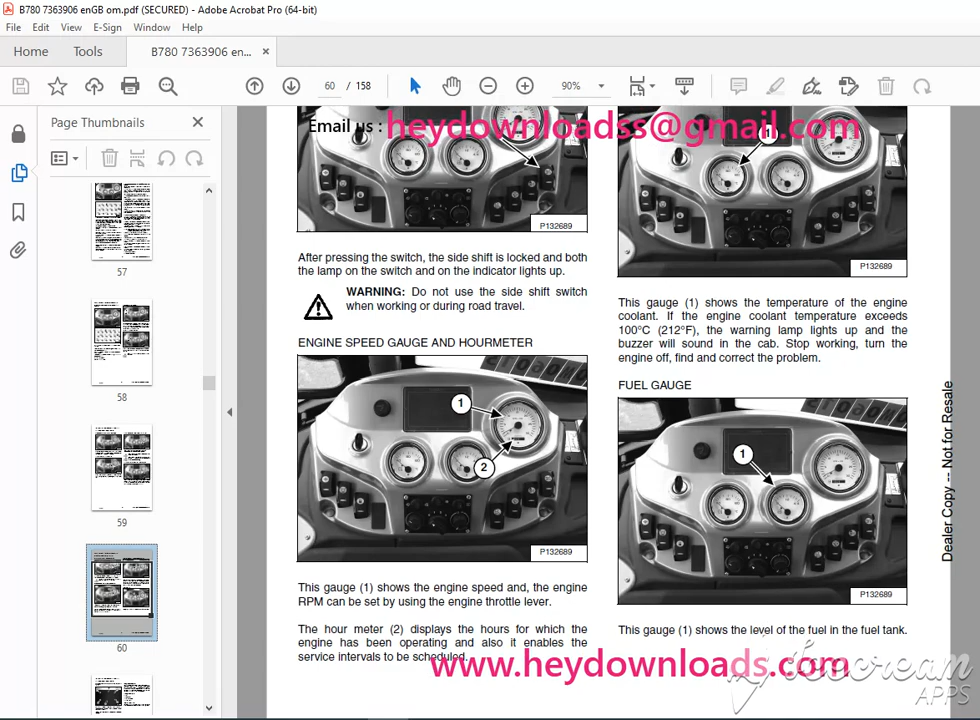 B780 7363906 enGB om.pdf (SECURED) - Adobe Acrobat Pro (64-bit)
File Edit View E-Sign Window Help
Home Tools B780 7363906 en... ×
60 / 158 90%
Page Thumbnails
57
58
59
60
Email us : heydownloadss@gmail.com
P132689
After pressing the switch, the side shift is locked and both
the lamp on the switch and on the indicator lights up.
WARNING: Do not use the side shift switch
when working or during road travel.
ENGINE SPEED GAUGE AND HOURMETER
1
2
P132689
This gauge (1) shows the engine speed and, the engine
RPM can be set by using the engine throttle lever.
The hour meter (2) displays the hours for which the
engine has been operating and also it enables the
service intervals to be scheduled.
1
P132689
This gauge (1) shows the temperature of the engine
coolant. If the engine coolant temperature exceeds
100°C (212°F), the warning lamp lights up and the
buzzer will sound in the cab. Stop working, turn the
engine off, find and correct the problem.
FUEL GAUGE
1
P132689
This gauge (1) shows the level of the fuel in the fuel tank.
Dealer Copy -- Not for Resale
www.heydownloads.com
icecream
APPS